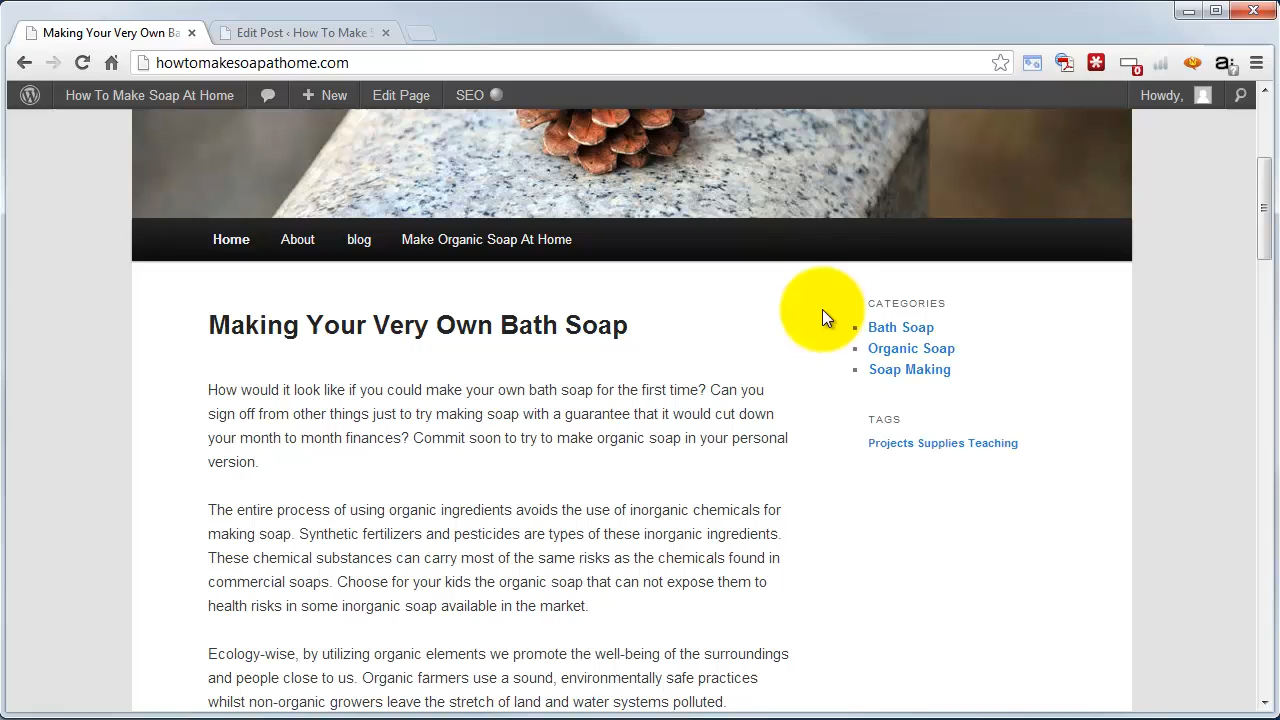 Making Your Very Own Ba
Edit Post ‹ How To Make S
howtomakesoapathome.com
0
a
How To Make Soap At Home
New
Edit Page
SEO
Howdy,
Home
About
blog
Make Organic Soap At Home
Making Your Very Own Bath Soap
How would it look like if you could make your own bath soap for the first time? Can you
sign off from other things just to try making soap with a guarantee that it would cut down
your month to month finances? Commit soon to try to make organic soap in your personal
version.
The entire process of using organic ingredients avoids the use of inorganic chemicals for
making soap. Synthetic fertilizers and pesticides are types of these inorganic ingredients.
These chemical substances can carry most of the same risks as the chemicals found in
commercial soaps. Choose for your kids the organic soap that can not expose them to
health risks in some inorganic soap available in the market.
Ecology-wise, by utilizing organic elements we promote the well-being of the surroundings
and people close to us. Organic farmers use a sound, environmentally safe practices
whilst non-organic growers leave the stretch of land and water systems polluted.
CATEGORIES
Bath Soap
Organic Soap
Soap Making
TAGS
Projects Supplies Teaching